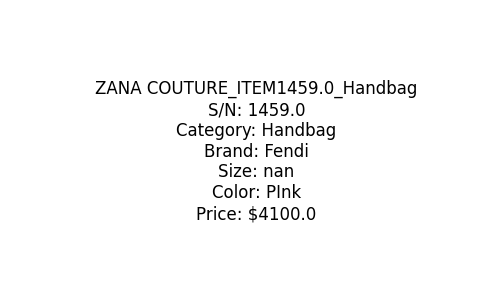 ZANA COUTURE_ITEM1459.0_Handbag
S/N: 1459.0
Category: Handbag
Brand: Fendi
Size: nan
Color: PInk
Price: $4100.0